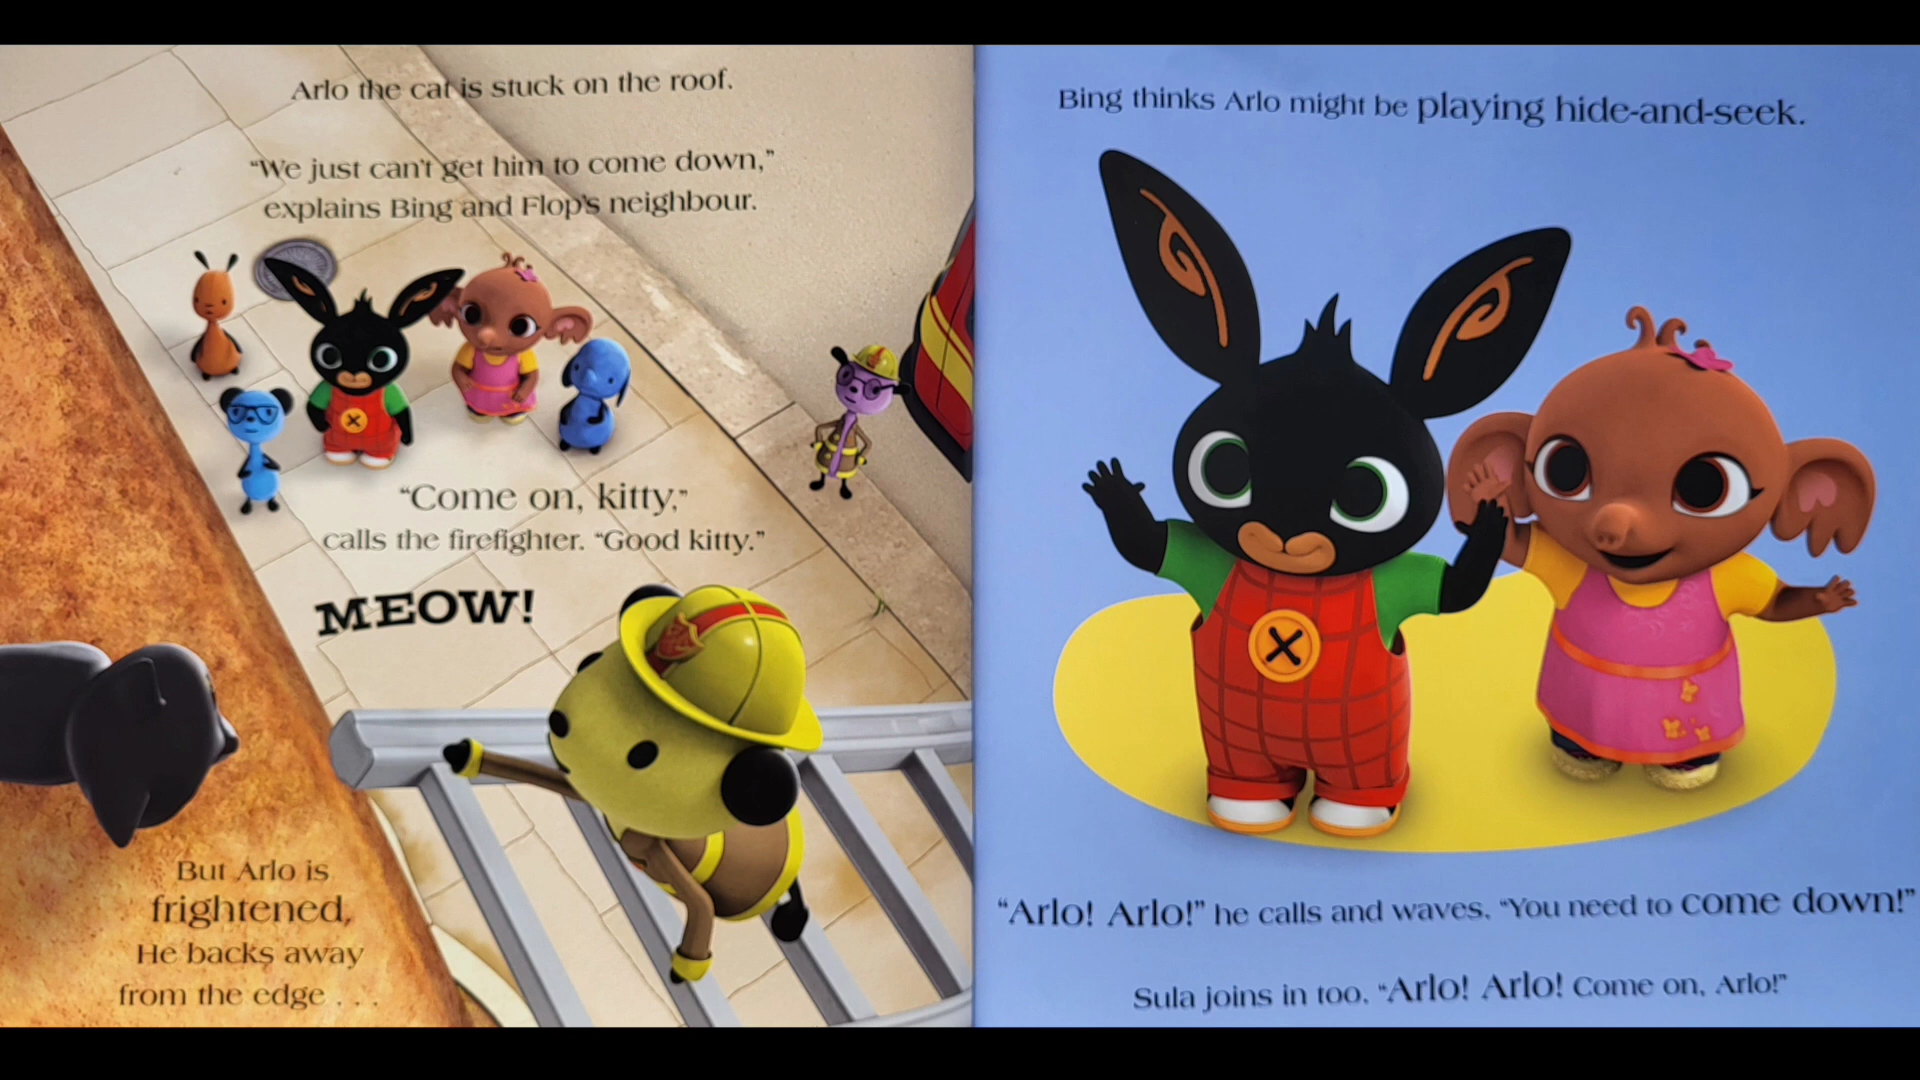 Arlo the cat is stuck on the roof.
“We just can’t get him to come down,”
explains Bing and Flop’s neighbour.
“Come on, kitty,”
calls the firefighter. “Good kitty.”
MEOW!
But Arlo is
frightened,
He backs away
from the edge . . .
Bing thinks Arlo might be playing hide-and-seek.
“Arlo! Arlo!” he calls and waves. “You need to come down!”
Sula joins in too. “Arlo! Arlo! Come on, Arlo!”